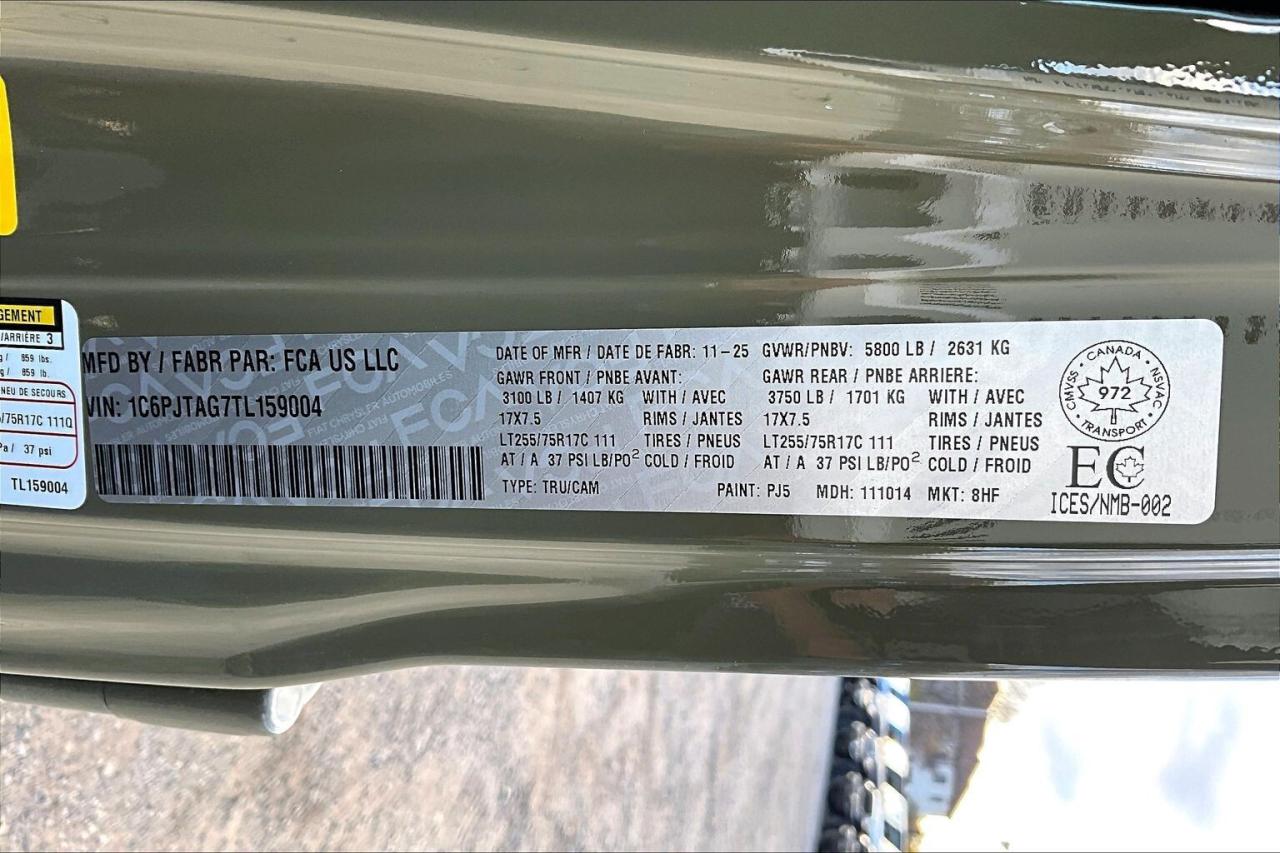 GEMENT
/ARRIÈRE 3
g / 859 lbs.
g / 859 lb.
NEU DE SECOURS
/75R17C 111Q
Pa / 37 psi
TL159004
MFD BY / FABR PAR: FCA US LLC
VIN: 1C6PJTAG7TL159004
DATE OF MFR / DATE DE FABR: 11-25 GVWR/PNBV: 5800 LB / 2631 KG
GAWR FRONT / PNBE AVANT: GAWR REAR / PNBE ARRIERE:
3100 LB / 1407 KG WITH / AVEC 3750 LB / 1701 KG WITH / AVEC
17X7.5 RIMS / JANTES 17X7.5 RIMS / JANTES
LT255/75R17C 111 TIRES / PNEUS LT255/75R17C 111 TIRES / PNEUS
AT / A 37 PSI LB/PO² COLD / FROID AT / A 37 PSI LB/PO² COLD / FROID
TYPE: TRU/CAM PAINT: PJ5 MDH: 111014 MKT: 8HF
CANADA
CMVSS 972 NSVAC
TRANSPORT
EC
ICES/NMB-002